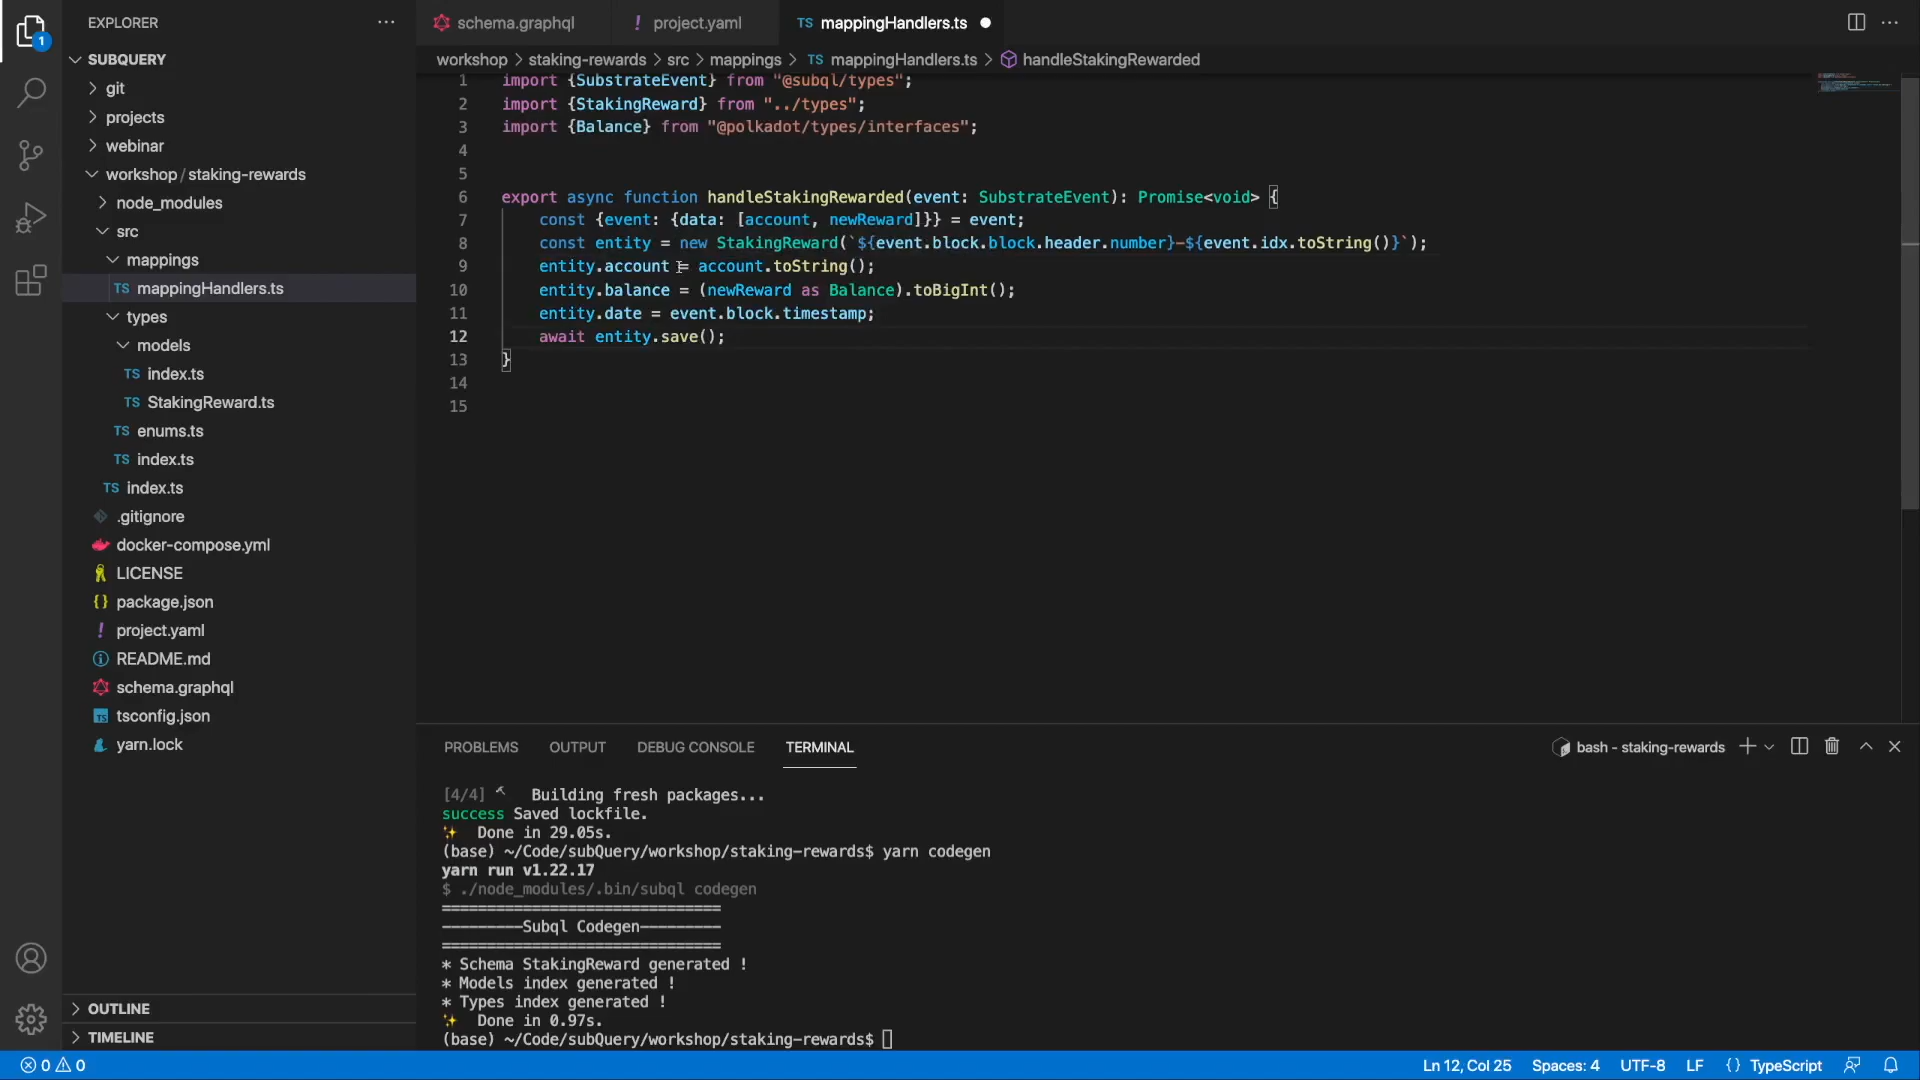 EXPLORER
schema.graphql
project.yaml
TS mappingHandlers.ts
1
SUBQUERY
git
projects
webinar
workshop / staking-rewards
node_modules
src
mappings
TS mappingHandlers.ts
types
models
TS index.ts
TS StakingReward.ts
TS enums.ts
TS index.ts
TS index.ts
.gitignore
docker-compose.yml
LICENSE
{} package.json
! project.yaml
README.md
schema.graphql
TS tsconfig.json
yarn.lock
OUTLINE
TIMELINE
workshop > staking-rewards > src > mappings > TS mappingHandlers.ts > handleStakingRewarded
1 import {SubstrateEvent} from "@subql/types";
2 import {StakingReward} from "../types";
3 import {Balance} from "@polkadot/types/interfaces";
4
5
6 export async function handleStakingRewarded(event: SubstrateEvent): Promise<void> {
7 const {event: {data: [account, newReward]}} = event;
8 const entity = new StakingReward(`${event.block.block.header.number}-${event.idx.toString()}`);
9 entity.account = account.toString();
10 entity.balance = (newReward as Balance).toBigInt();
11 entity.date = event.block.timestamp;
12 await entity.save();
13 }
14
15
PROBLEMS OUTPUT DEBUG CONSOLE TERMINAL
bash - staking-rewards
[4/4] Building fresh packages...
success Saved lockfile.
✨ Done in 29.05s.
(base) ~/Code/subQuery/workshop/staking-rewards$ yarn codegen
yarn run v1.22.17
$ ./node_modules/.bin/subql codegen
===============================
---------Subql Codegen---------
===============================
* Schema StakingReward generated !
* Models index generated !
* Types index generated !
✨ Done in 0.97s.
(base) ~/Code/subQuery/workshop/staking-rewards$
0 0
Ln 12, Col 25 Spaces: 4 UTF-8 LF {} TypeScript